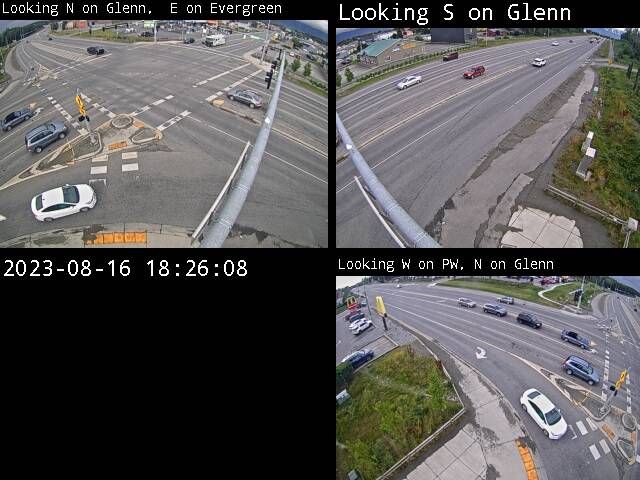 Looking N on Glenn, E on Evergreen
Looking S on Glenn
2023-08-16 18:26:08
Looking W on PW, N on Glenn